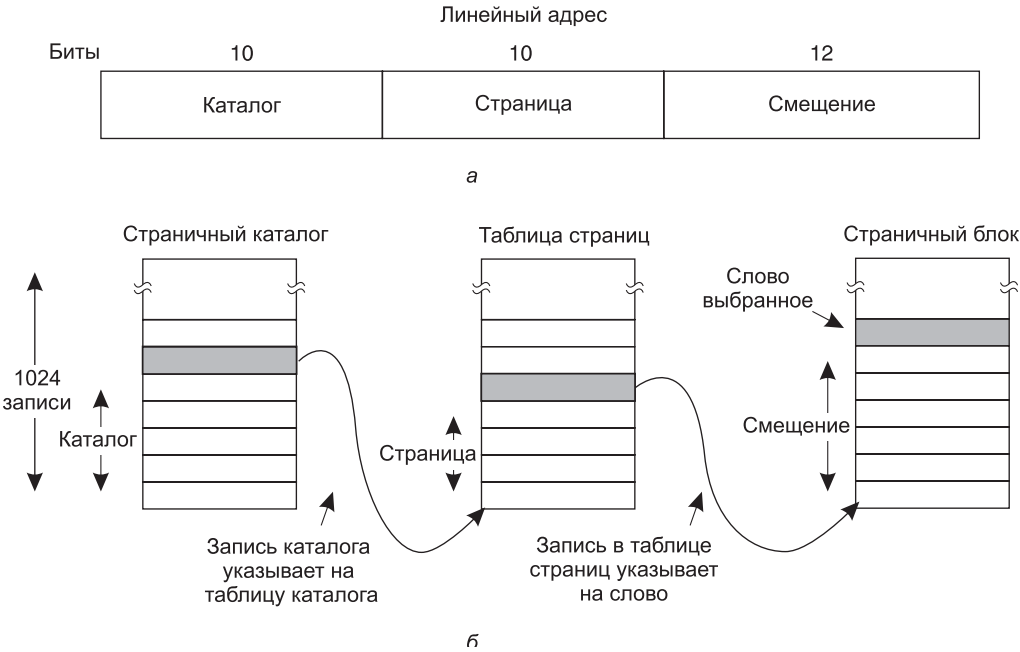 Линейный адрес
Биты 10 10 12
Каталог Страница Смещение
а
Страничный каталог Таблица страниц Страничный блок
Слово
выбранное
1024
записи
Каталог
Страница
Смещение
Запись каталога
указывает на
таблицу каталога
Запись в таблице
страниц указывает
на слово
б